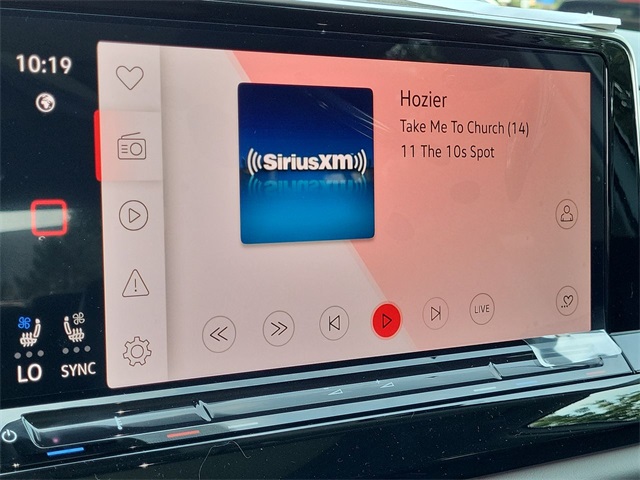 10:19
SiriusXM
Hozier
Take Me To Church (14)
11 The 10s Spot
LIVE
LO
SYNC